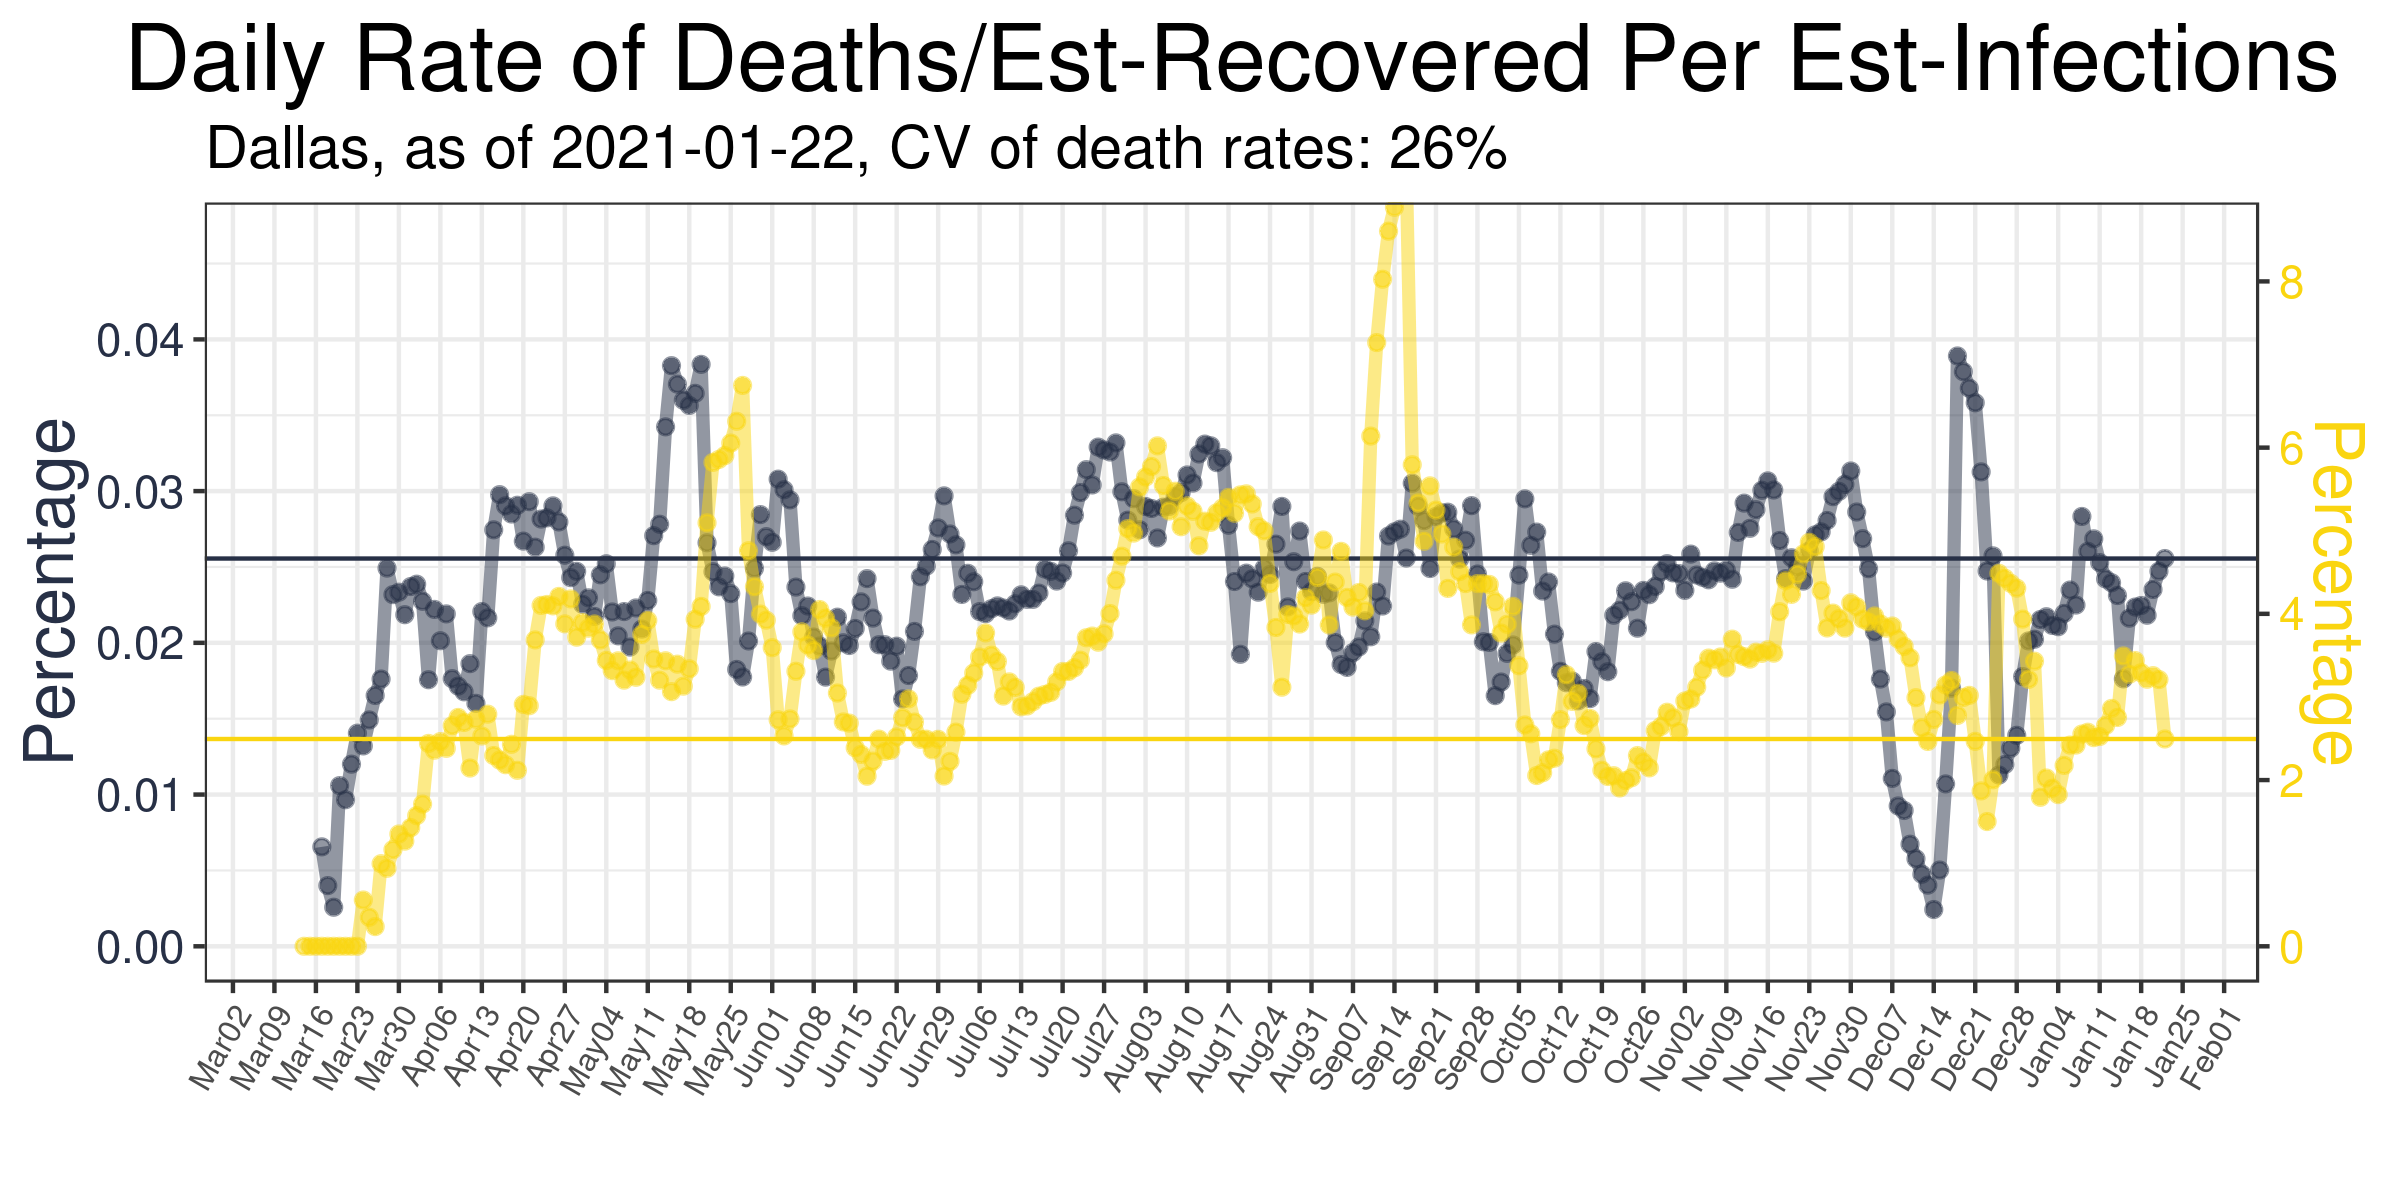 Daily Rate of Deaths/Est-Recovered Per Est-Infections
Dallas, as of 2021-01-22, CV of death rates: 26%
Percentage
0.04
0.03
0.02
0.01
0.00
8
6
4
2
0
Percentage
Mar02
Mar09
Mar16
Mar23
Mar30
Apr06
Apr13
Apr20
Apr27
May04
May11
May18
May25
Jun01
Jun08
Jun15
Jun22
Jun29
Jul06
Jul13
Jul20
Jul27
Aug03
Aug10
Aug17
Aug24
Aug31
Sep07
Sep14
Sep21
Sep28
Oct05
Oct12
Oct19
Oct26
Nov02
Nov09
Nov16
Nov23
Nov30
Dec07
Dec14
Dec21
Dec28
Jan04
Jan11
Jan18
Jan25
Feb01